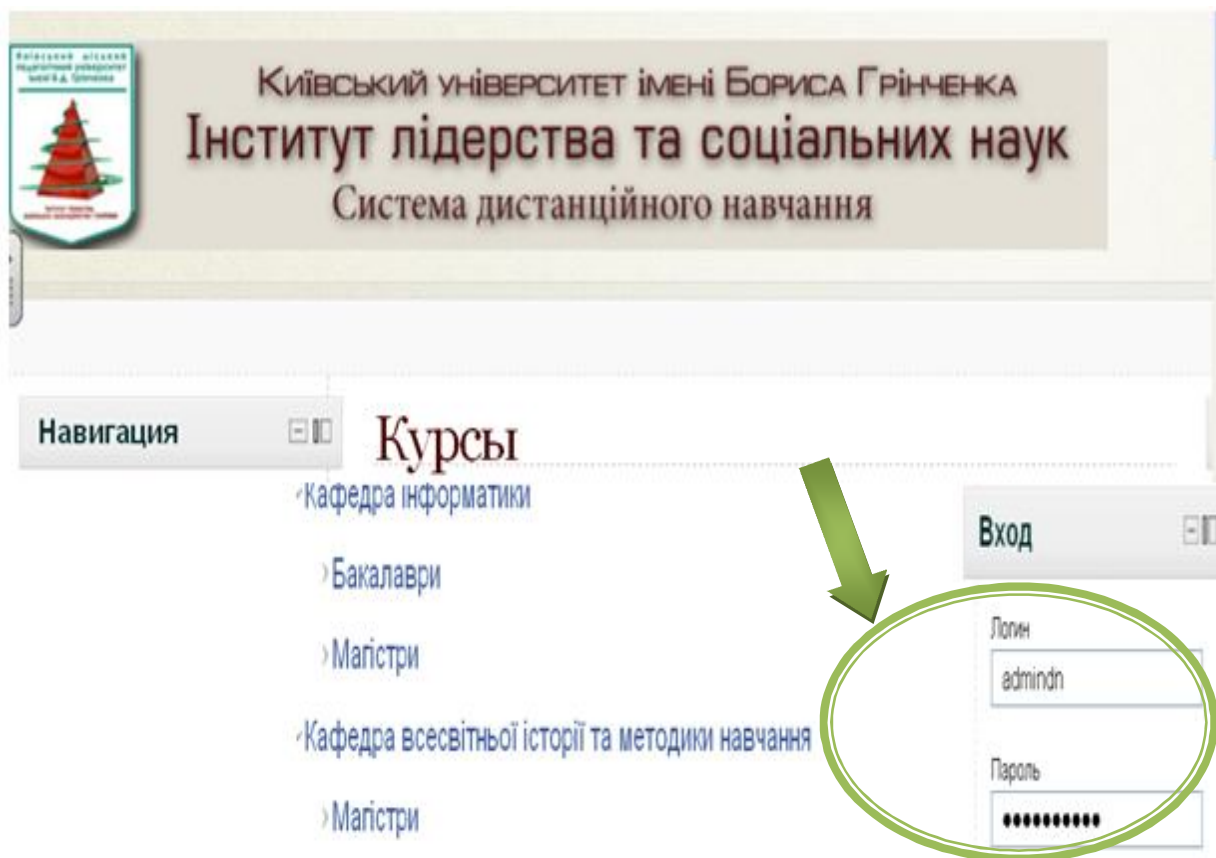 Київський університет імені Бориса Грінченка
Інститут лідерства та соціальних наук
Система дистанційного навчання
Навигация
Курсы
Кафедра інформатики
Бакалаври
Магістри
Кафедра всесвітньої історії та методики навчання
Магістри
Вход
Логин
admindn
Пароль